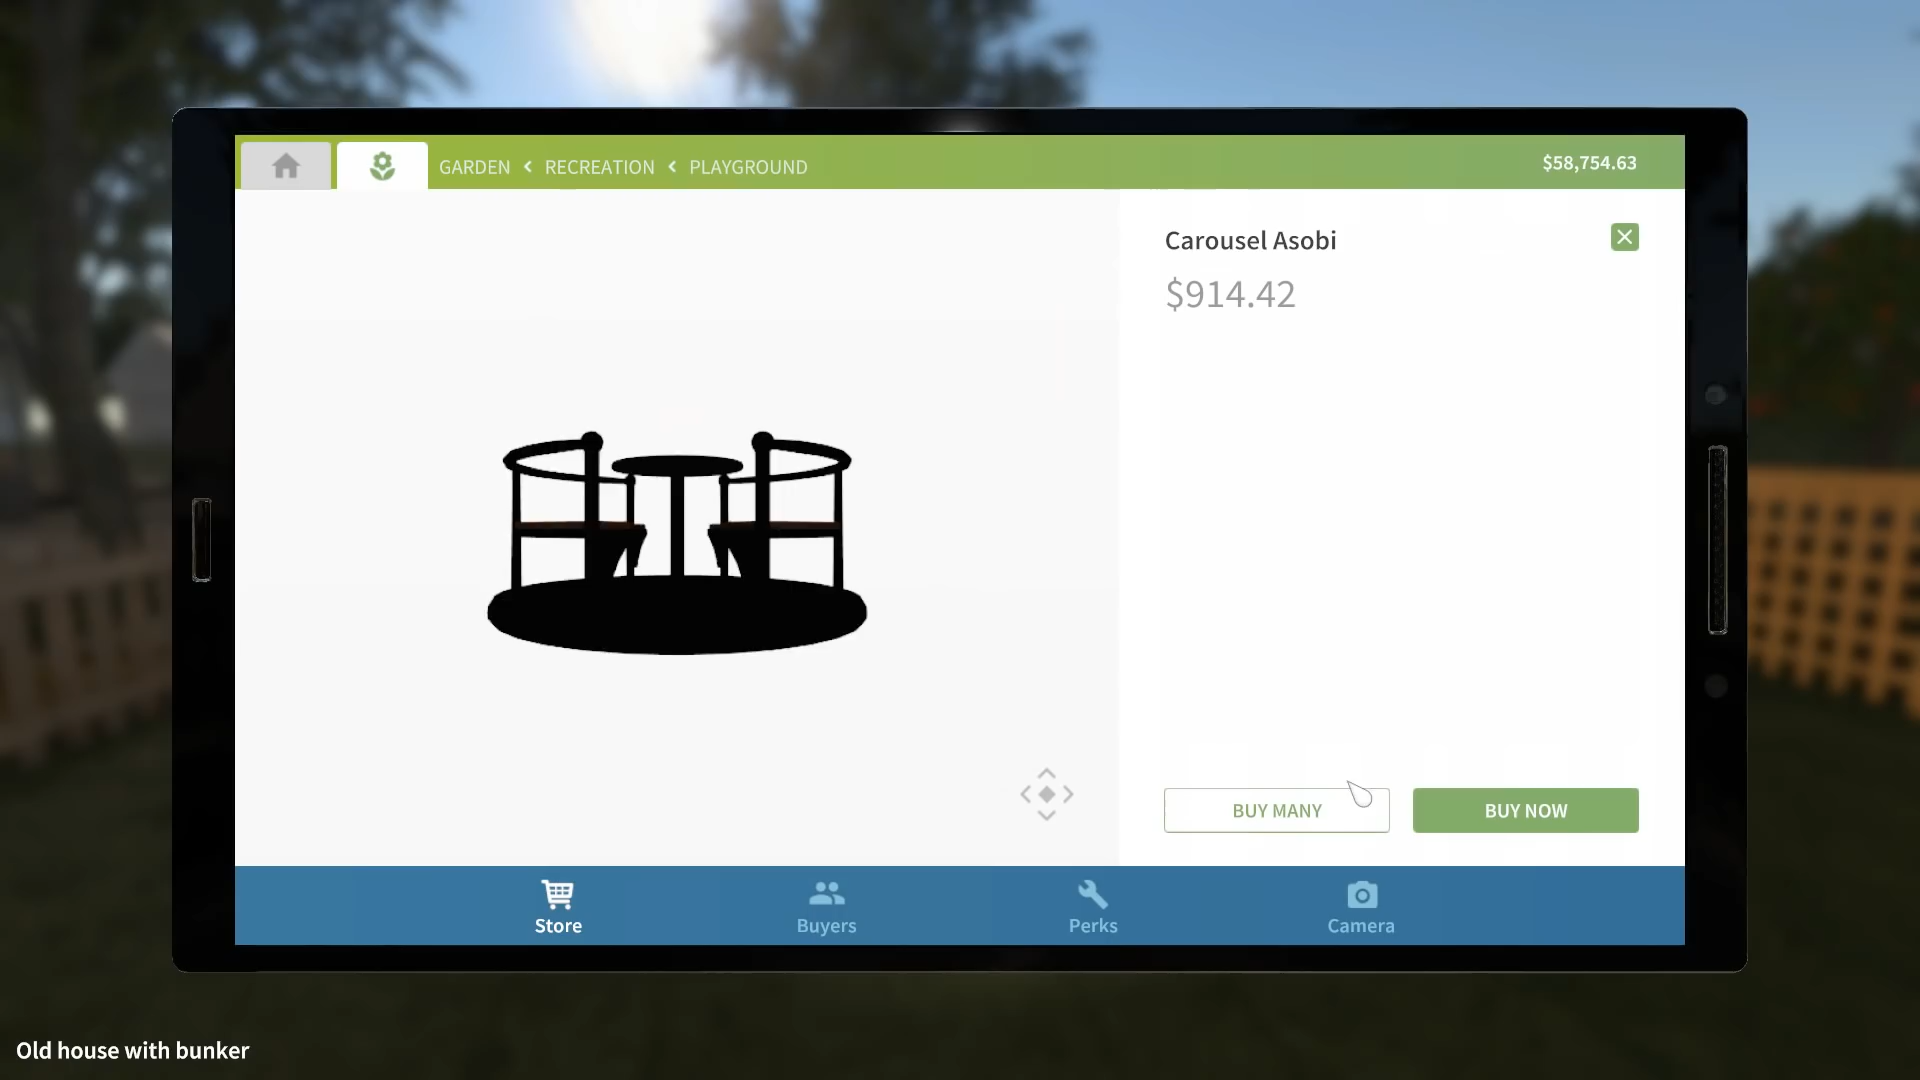 GARDEN < RECREATION < PLAYGROUND
$58,754.63
Carousel Asobi
$914.42
BUY MANY
BUY NOW
Store
Buyers
Perks
Camera
Old house with bunker